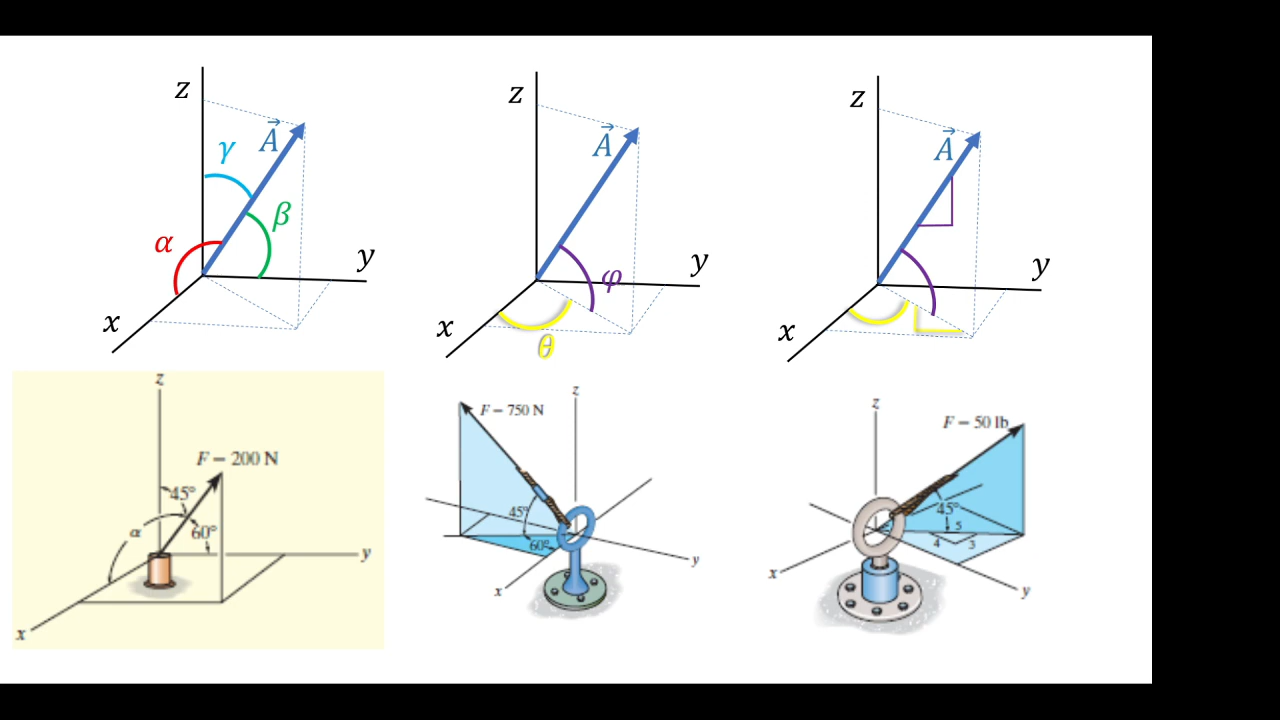 z
A⃗
γ
β
α
y
x
z
A⃗
φ
y
x
θ
z
A⃗
y
x
z
F = 200 N
45°
α
60°
y
x
z
F = 750 N
45°
60°
y
x
z
F = 50 lb
45°
5
4
3
x
y